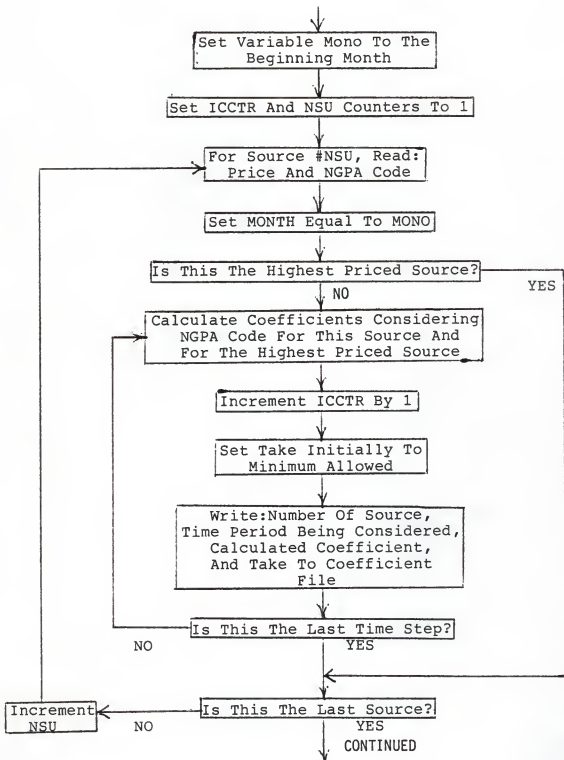 Set Variable Mono To The
Beginning Month
Set ICCTR And NSU Counters To 1
For Source #NSU, Read:
Price And NGPA Code
Set MONTH Equal To MONO
Is This The Highest Priced Source?
YES
NO
Calculate Coefficients Considering
NGPA Code For This Source And
For The Highest Priced Source
Increment ICCTR By 1
Set Take Initially To
Minimum Allowed
Write:Number Of Source,
Time Period Being Considered,
Calculated Coefficient,
And Take To Coefficient
File
Is This The Last Time Step?
NO
YES
Increment
NSU
NO
Is This The Last Source?
YES
CONTINUED